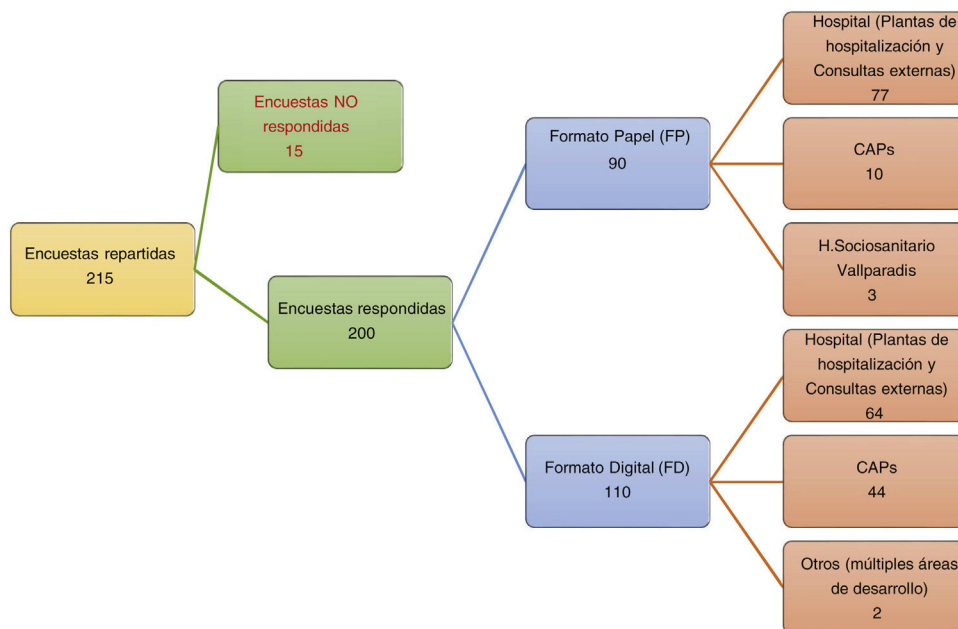 Encuestas repartidas
215
Encuestas NO
respondidas
15
Encuestas respondidas
200
Formato Papel (FP)
90
Hospital (Plantas de
hospitalización y
Consultas externas)
77
CAPs
10
H.Sociosanitario
Vallparadis
3
Formato Digital (FD)
110
Hospital (Plantas de
hospitalización y
Consultas externas)
64
CAPs
44
Otros (múltiples áreas
de desarrollo)
2